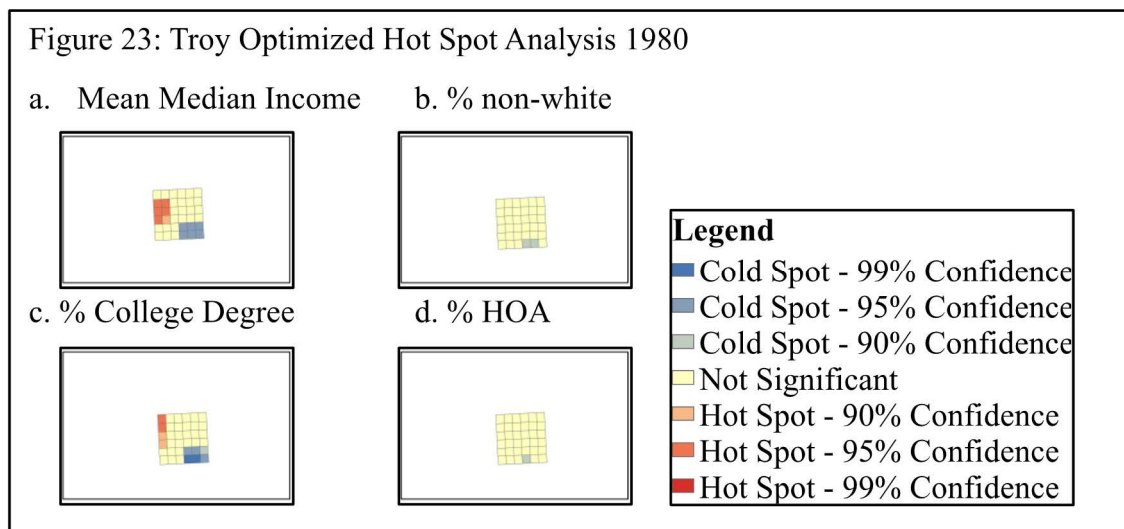 Figure 23: Troy Optimized Hot Spot Analysis 1980
a. Mean Median Income
b. % non-white
c. % College Degree
d. % HOA
Legend
Cold Spot - 99% Confidence
Cold Spot - 95% Confidence
Cold Spot - 90% Confidence
Not Significant
Hot Spot - 90% Confidence
Hot Spot - 95% Confidence
Hot Spot - 99% Confidence